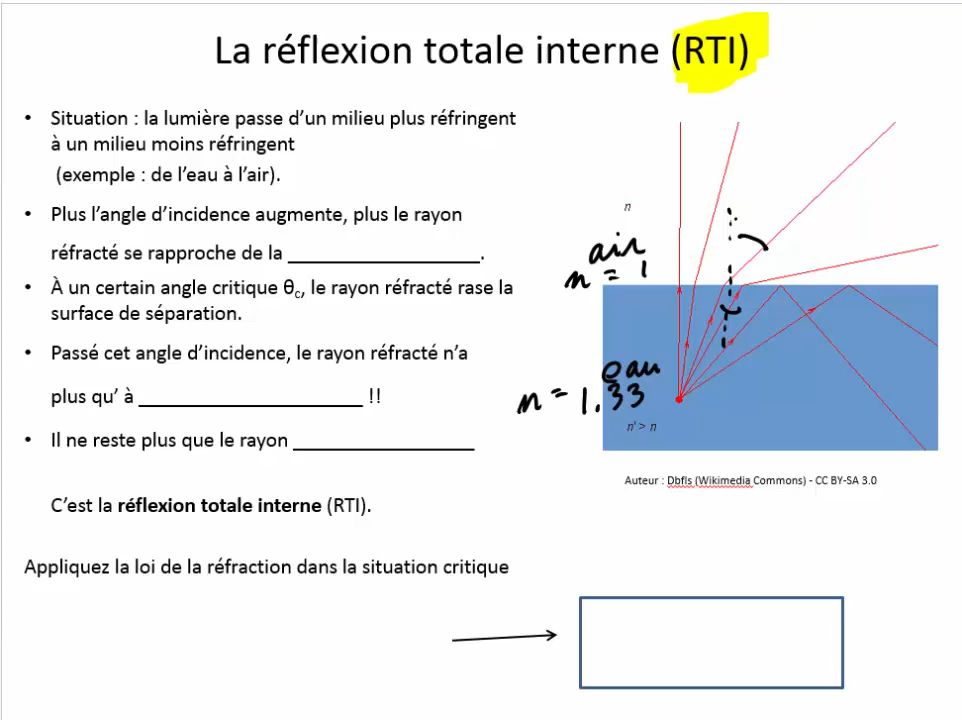 La réflexion totale interne (RTI)
• Situation : la lumière passe d'un milieu plus réfringent
à un milieu moins réfringent
(exemple : de l'eau à l'air).
• Plus l'angle d'incidence augmente, plus le rayon
réfracté se rapproche de la ___________________.
• À un certain angle critique θc, le rayon réfracté rase la
surface de séparation.
• Passé cet angle d'incidence, le rayon réfracté n'a
plus qu' à ______________________ !!
• Il ne reste plus que le rayon __________________
C'est la réflexion totale interne (RTI).
Appliquez la loi de la réfraction dans la situation critique
n
air
n = 1
eau
n = 1.33
n' > n
Auteur : Dbfls (Wikimedia Commons) - CC BY-SA 3.0